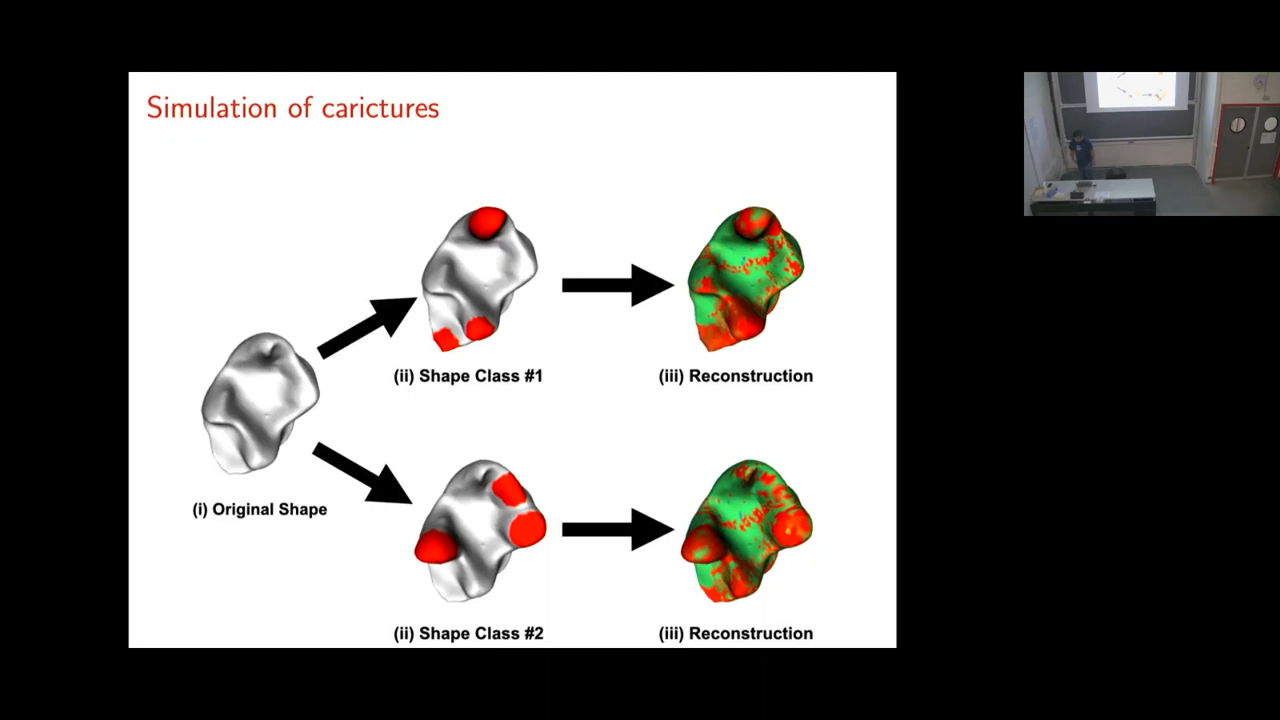 Simulation of carictures
(ii) Shape Class #1
(iii) Reconstruction
(i) Original Shape
(ii) Shape Class #2
(iii) Reconstruction